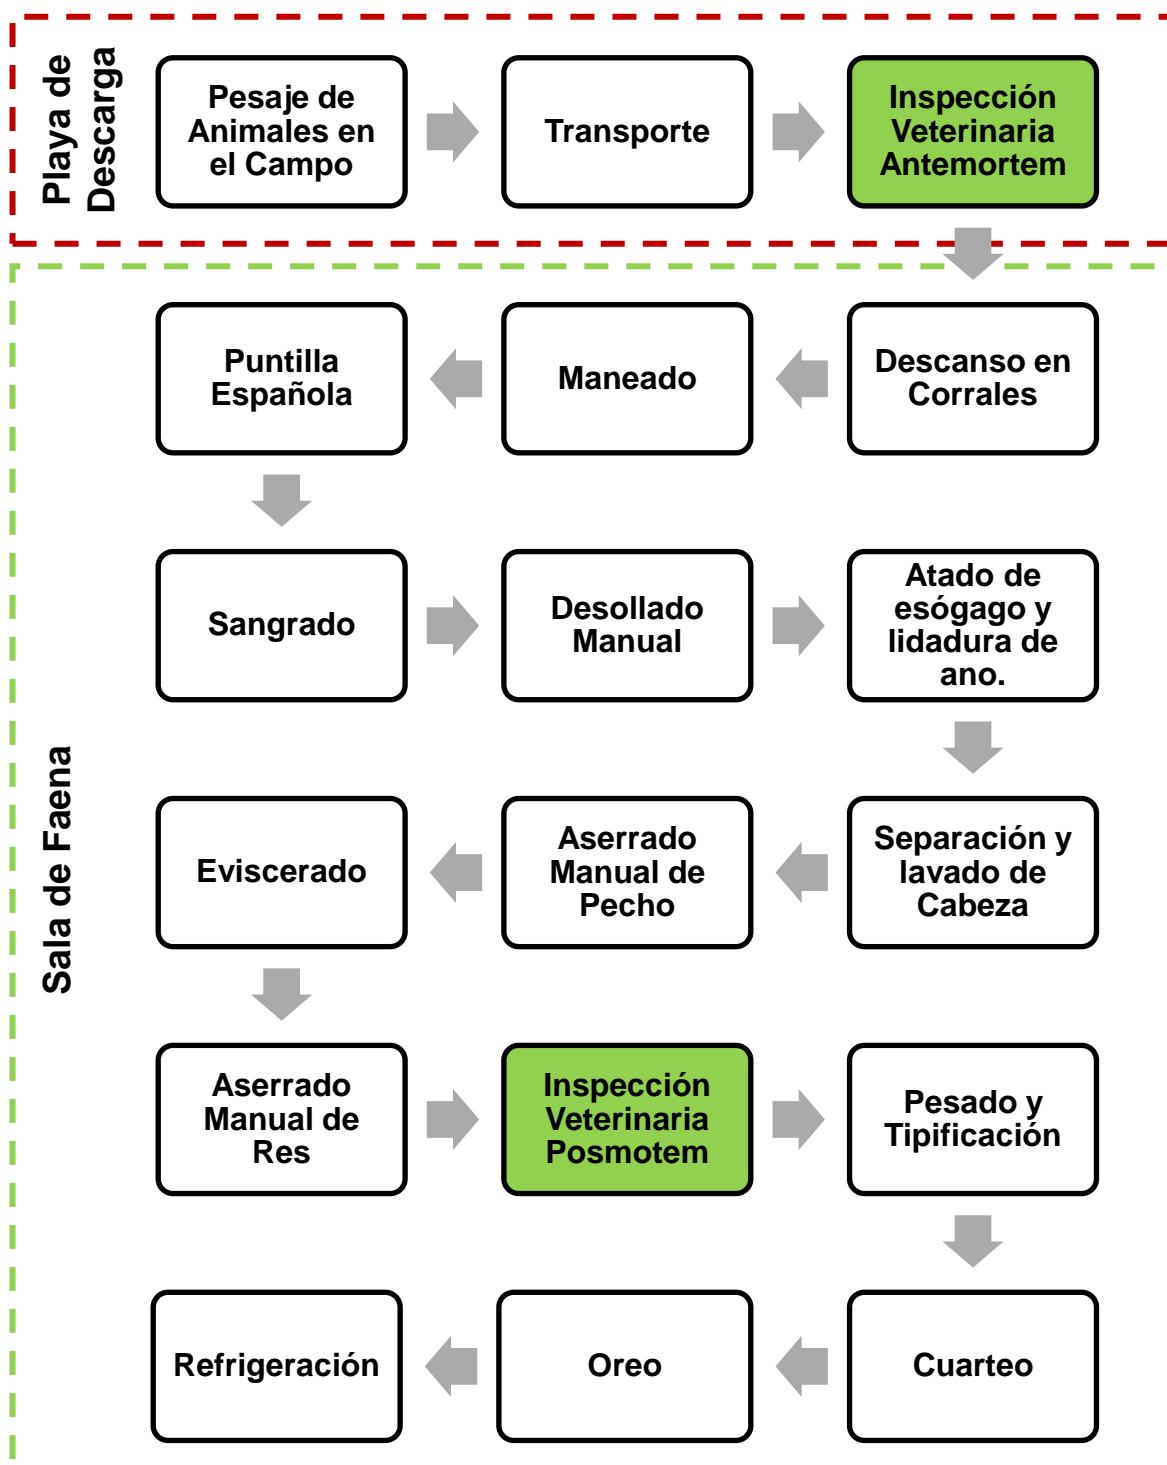 Playa de
Descarga
Pesaje de
Animales en
el Campo
Transporte
Inspección
Veterinaria
Antemortem
Sala de Faena
Descanso en
Corrales
Maneado
Puntilla
Española
Sangrado
Desollado
Manual
Atado de
esógago y
lidadura de
ano.
Separación y
lavado de
Cabeza
Aserrado
Manual de
Pecho
Eviscerado
Aserrado
Manual de
Res
Inspección
Veterinaria
Posmotem
Pesado y
Tipificación
Cuarteo
Oreo
Refrigeración